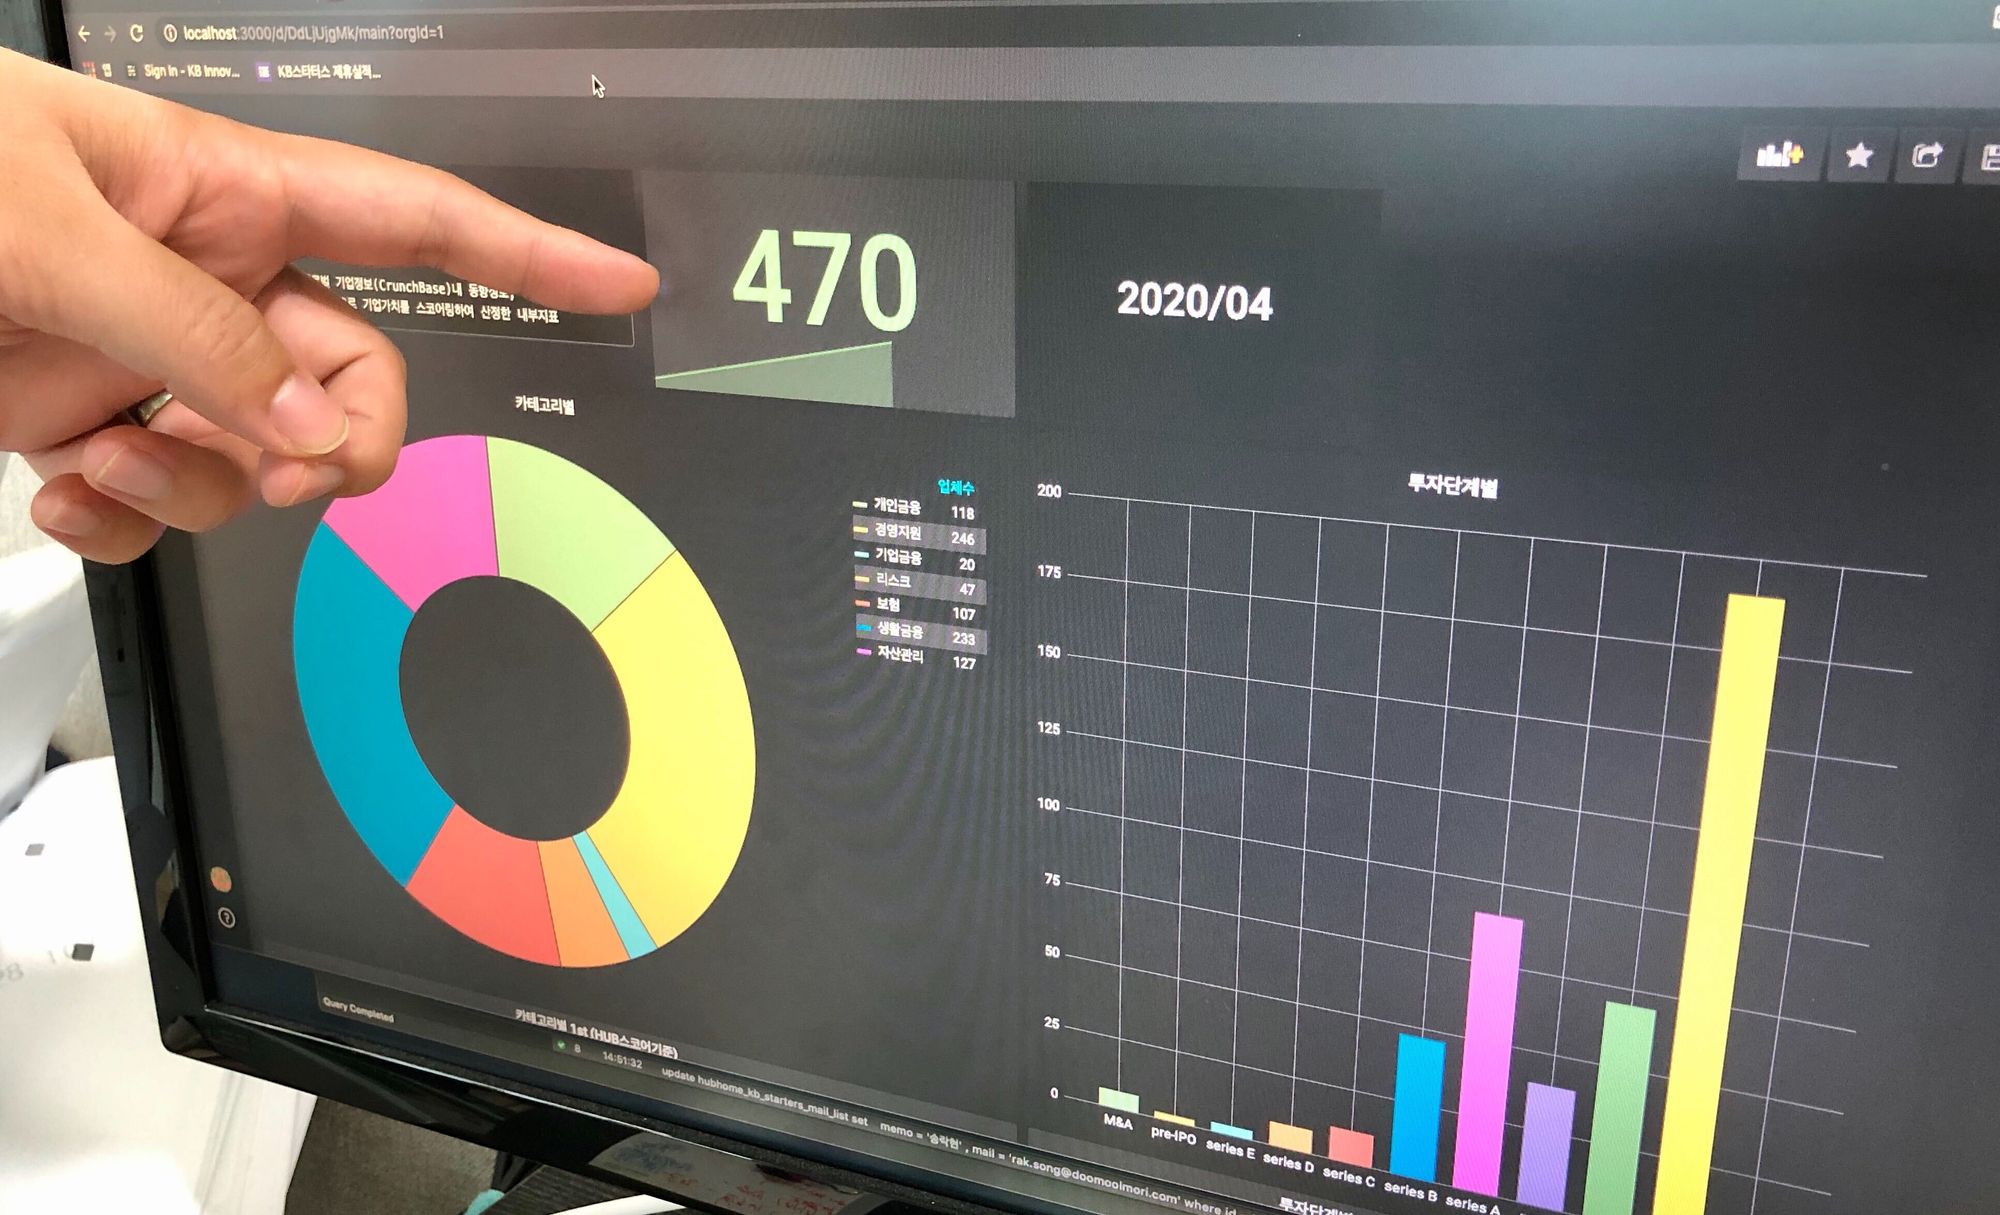 localhost:3000/d/DdLjUjgMk/main?orgId=1
앱 Sign in - KB Innov... KB스타터스 제휴실적...
기업정보(CrunchBase)내 동향정보,
기업가치를 스코어링하여 산정한 내부지표
470
2020/04
카테고리별
업체수
개인금융 118
경영지원 246
기업금융 20
리스크 47
보험 107
생활금융 233
자산관리 127
투자단계별
200
175
150
125
100
75
50
25
0
M&A pre-IPO series E series D series C series B series A
카테고리별 1st (HUB스코어기준)
투자단계별
Query Completed
8 14:51:32 update hubhome_kb_starters_mail_list set memo = '송락현' , mail = 'rak.song@doomoolmori.com' where id